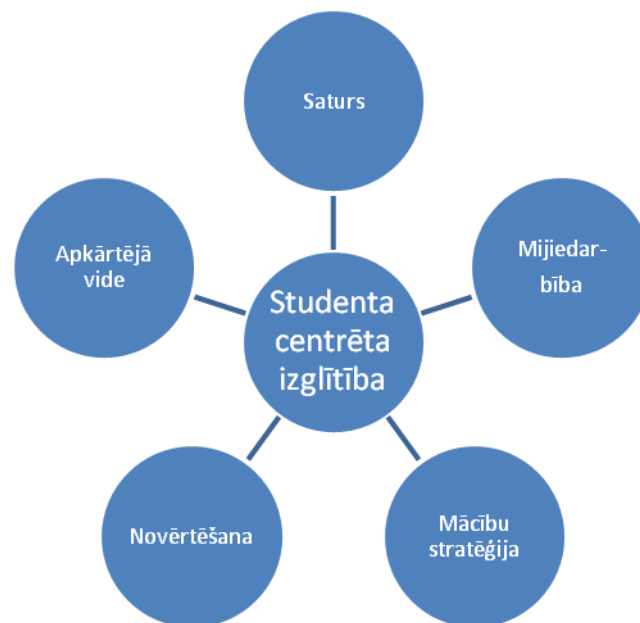 Saturs
Apkārtējā
vide
Mijiedar-
bība
Studenta
centrēta
izglītība
Novērtēšana
Mācību
stratēģija